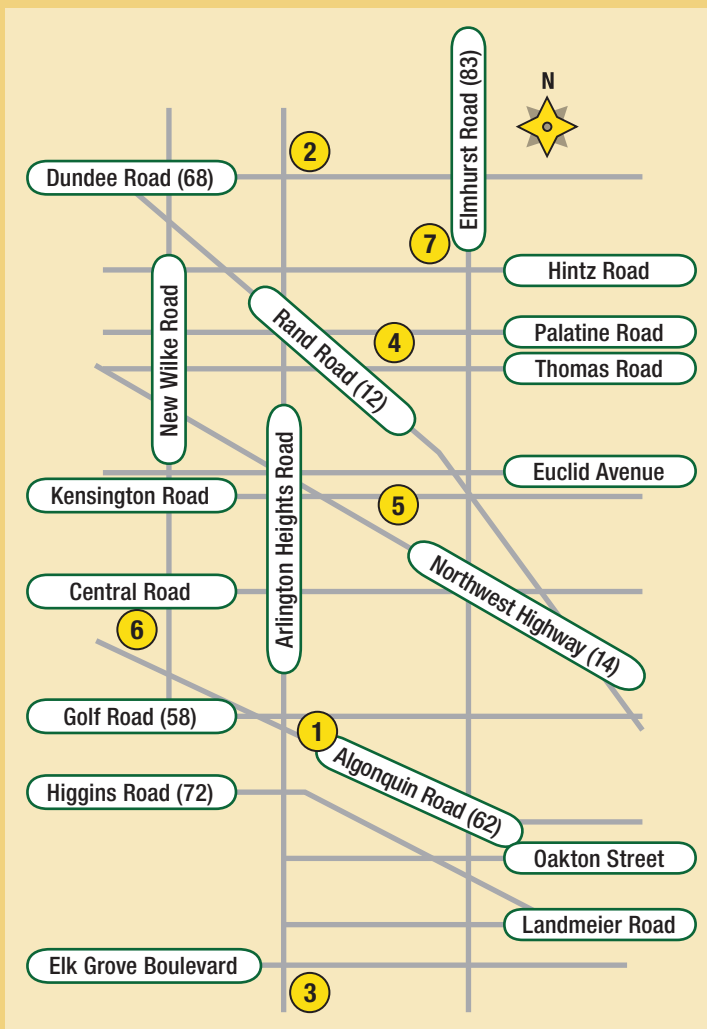 Elmhurst Road (83)
N
2
Dundee Road (68)
7
Hintz Road
New Wilke Road
Rand Road (12)
4
Palatine Road
Thomas Road
Arlington Heights Road
Euclid Avenue
Kensington Road
5
Northwest Highway (14)
Central Road
6
Golf Road (58)
1
Algonquin Road (62)
Higgins Road (72)
Oakton Street
Landmeier Road
Elk Grove Boulevard
3